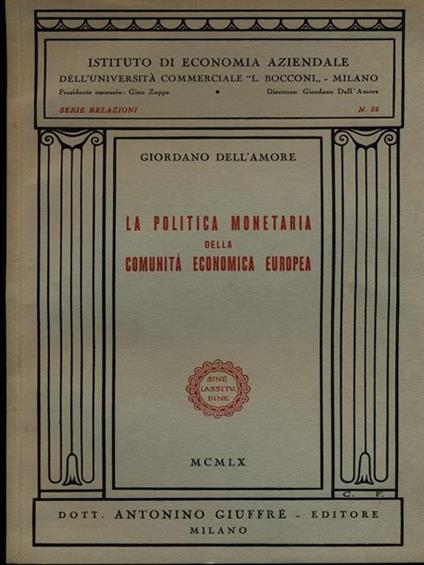 ISTITUTO DI ECONOMIA AZIENDALE
DELL'UNIVERSITÀ COMMERCIALE "L. BOCCONI„ - MILANO
Presidente onorario: Gino Zappa • Direttore: Giordano Dell'Amore
SERIE RELAZIONI N. 22
GIORDANO DELL'AMORE
LA POLITICA MONETARIA
DELLA
COMUNITÀ ECONOMICA EUROPEA
SINE
LASSITV
DINE
MCMLX
C. F.
DOTT. ANTONINO GIUFFRÈ - EDITORE
MILANO